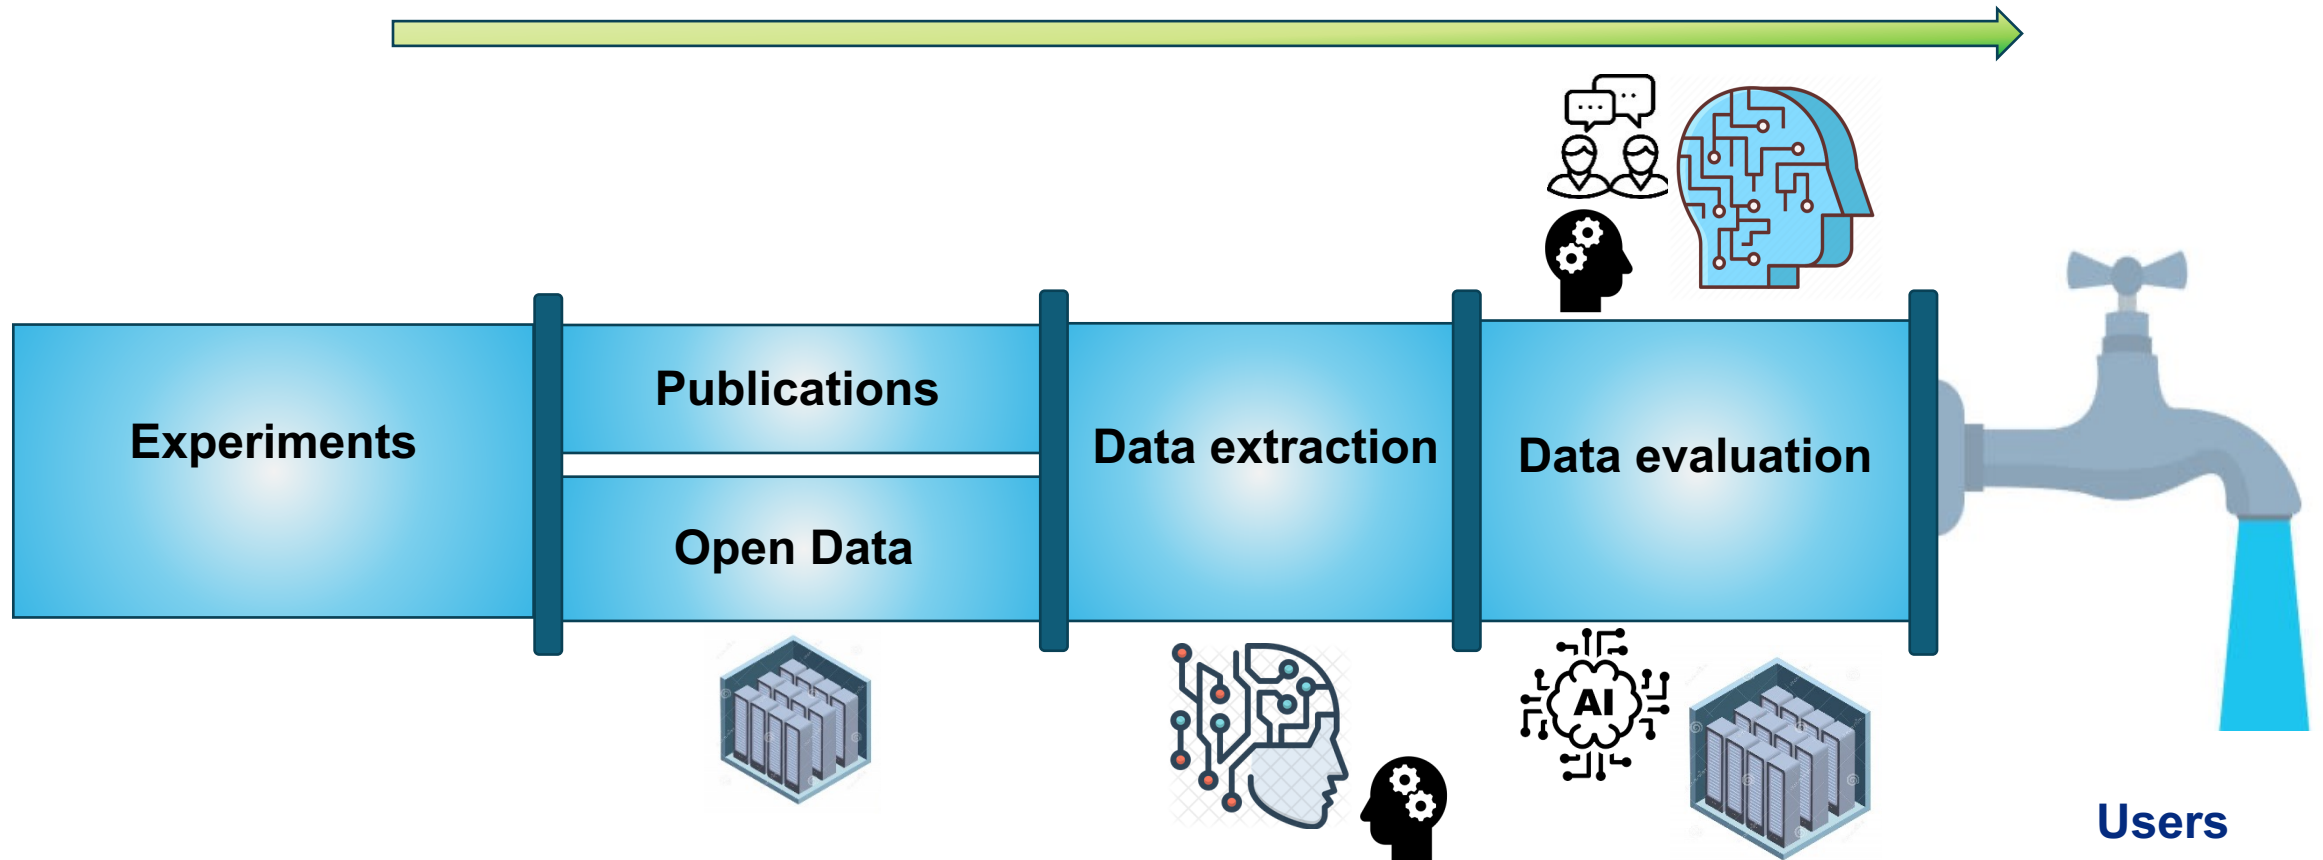 Experiments
Publications
Open Data
Data extraction
Data evaluation
AI
Users